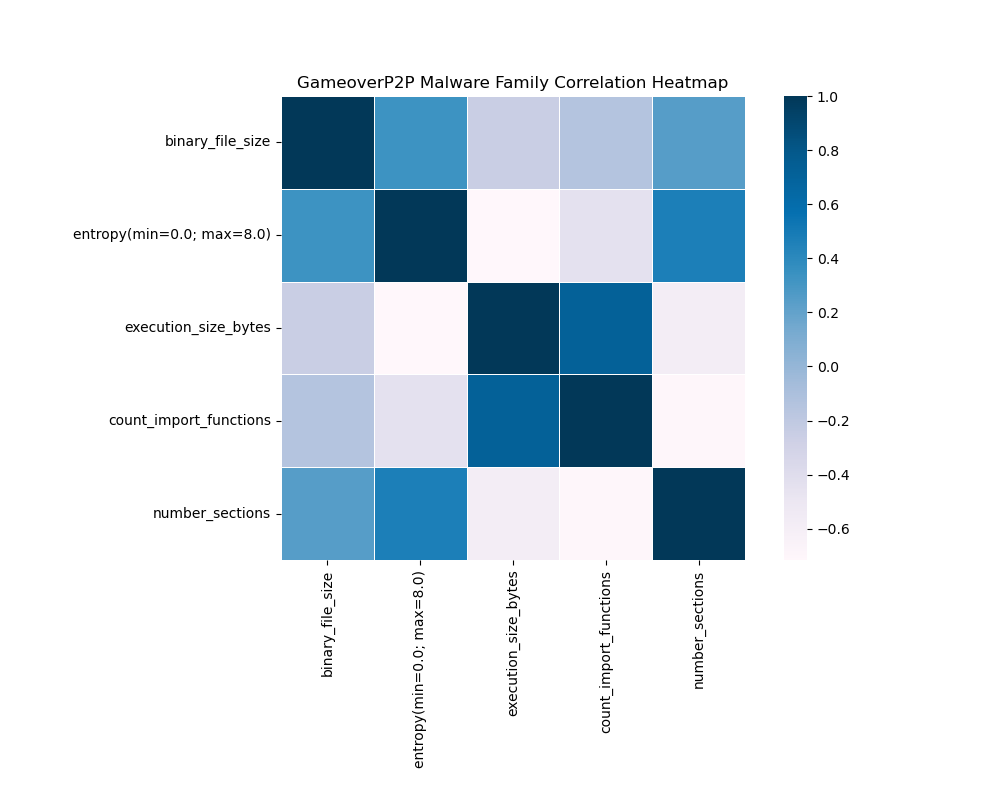 GameoverP2P Malware Family Correlation Heatmap
binary_file_size
entropy(min=0.0; max=8.0)
execution_size_bytes
count_import_functions
number_sections
binary_file_size
entropy(min=0.0; max=8.0)
execution_size_bytes
count_import_functions
number_sections
1.0
0.8
0.6
0.4
0.2
0.0
−0.2
−0.4
−0.6